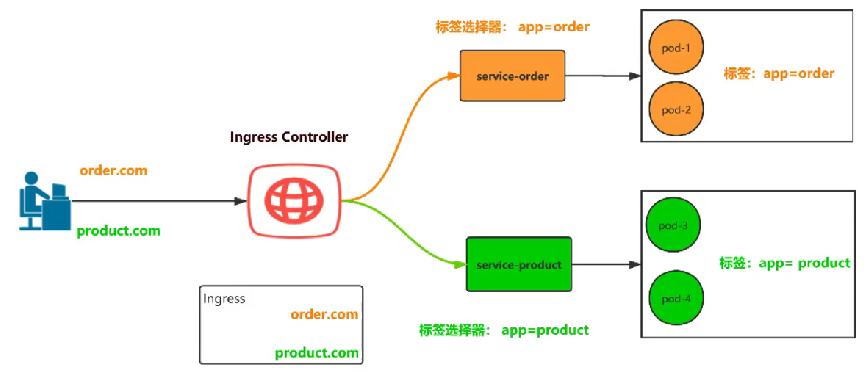 标签选择器： app=order
pod-1
service-order
标签：app=order
pod-2
Ingress Controller
order.com
product.com
pod-3
service-product
标签：app= product
pod-4
标签选择器： app=product
Ingress
order.com
product.com